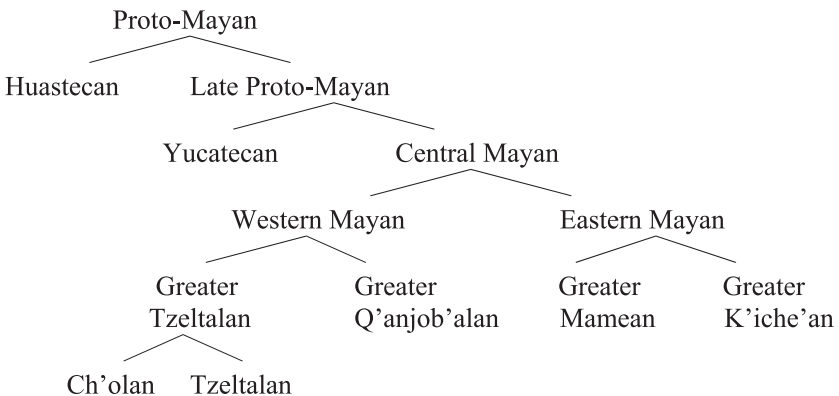 Proto-Mayan
Huastecan Late Proto-Mayan
Yucatecan Central Mayan
Western Mayan Eastern Mayan
Greater Greater Greater Greater
Tzeltalan Q’anjob’alan Mamean K’iche’an
Ch’olan Tzeltalan